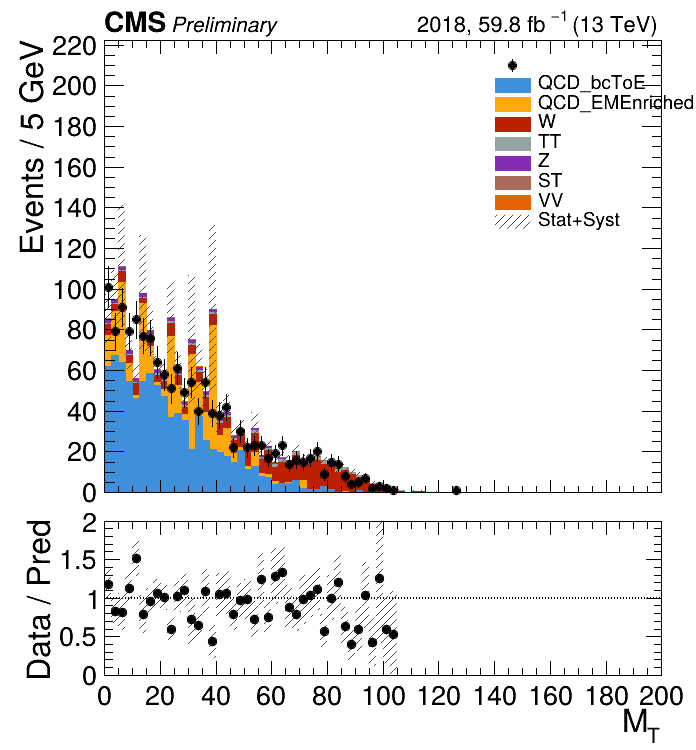 CMS Preliminary 2018, 59.8 fb⁻¹ (13 TeV)
Events / 5 GeV
220
200
180
160
140
120
100
80
60
40
20
0
QCD_bcToE
QCD_EMEnriched
W
TT
Z
ST
VV
Stat+Syst
Data / Pred
2
1.5
1
0.5
0
0 20 40 60 80 100 120 140 160 180 200
M_T